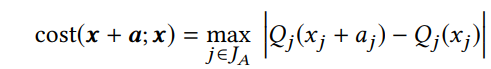 cost(x + a; x) = max_{j∈J_A} |Q_j(x_j + a_j) − Q_j(x_j)|